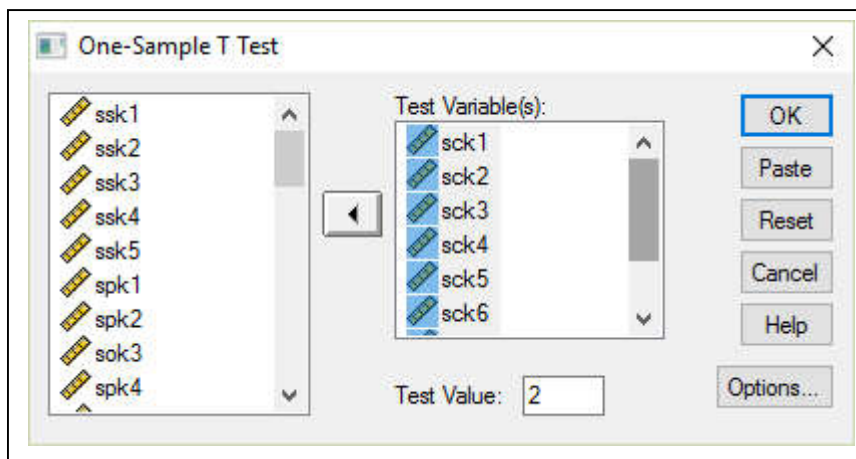 One-Sample T Test
ssk1
ssk2
ssk3
ssk4
ssk5
spk1
spk2
sok3
spk4
Test Variable(s):
sck1
sck2
sck3
sck4
sck5
sck6
Test Value: 2
OK
Paste
Reset
Cancel
Help
Options...